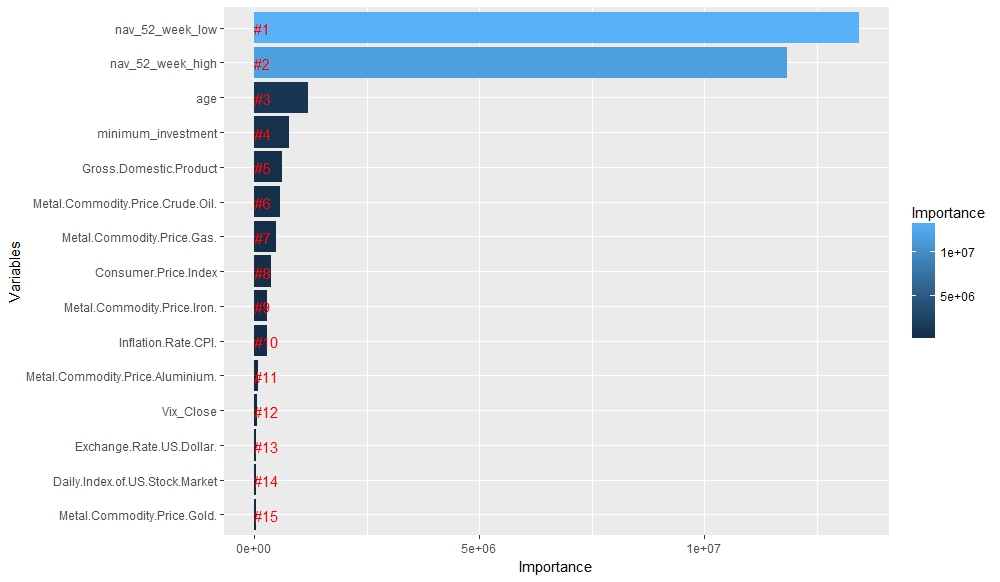 nav_52_week_low #1
nav_52_week_high #2
age #3
minimum_investment #4
Gross.Domestic.Product #5
Metal.Commodity.Price.Crude.Oil. #6
Metal.Commodity.Price.Gas. #7
Consumer.Price.Index #8
Metal.Commodity.Price.Iron. #9
Inflation.Rate.CPI. #10
Metal.Commodity.Price.Aluminium. #11
Vix_Close #12
Exchange.Rate.US.Dollar. #13
Daily.Index.of.US.Stock.Market #14
Metal.Commodity.Price.Gold. #15
Variables
0e+00 5e+06 1e+07
Importance
Importance
1e+07
5e+06